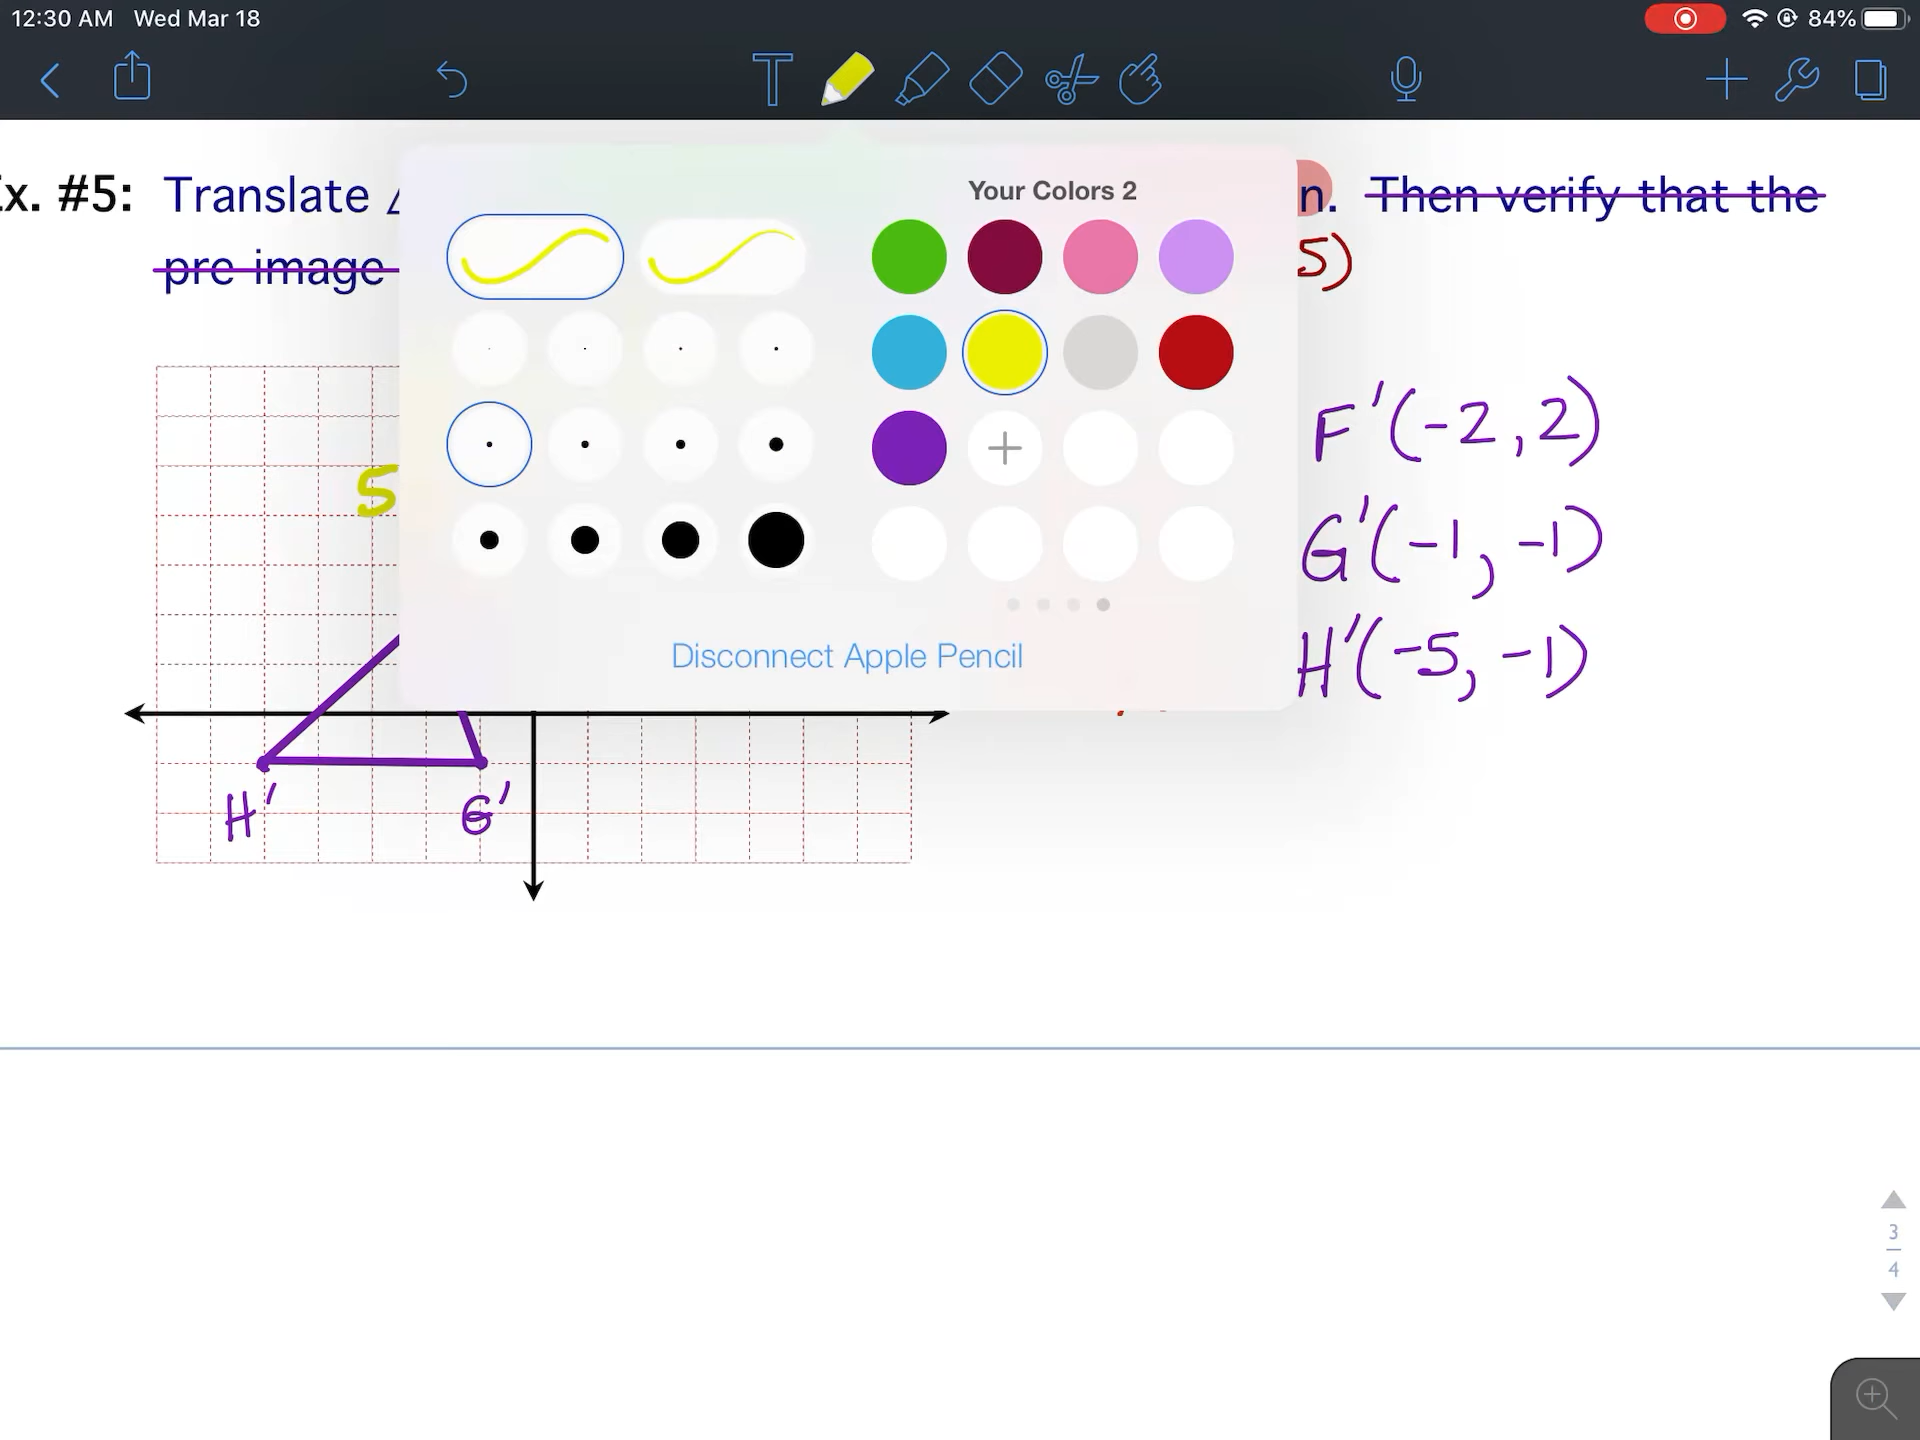 12:30 AM Wed Mar 18
84%
x. #5: Translate n. Then verify that the
pre image 5)
Your Colors 2
F'(-2, 2)
5
G'(-1, -1)
H'(-5, -1)
Disconnect Apple Pencil
H' G'
3
4